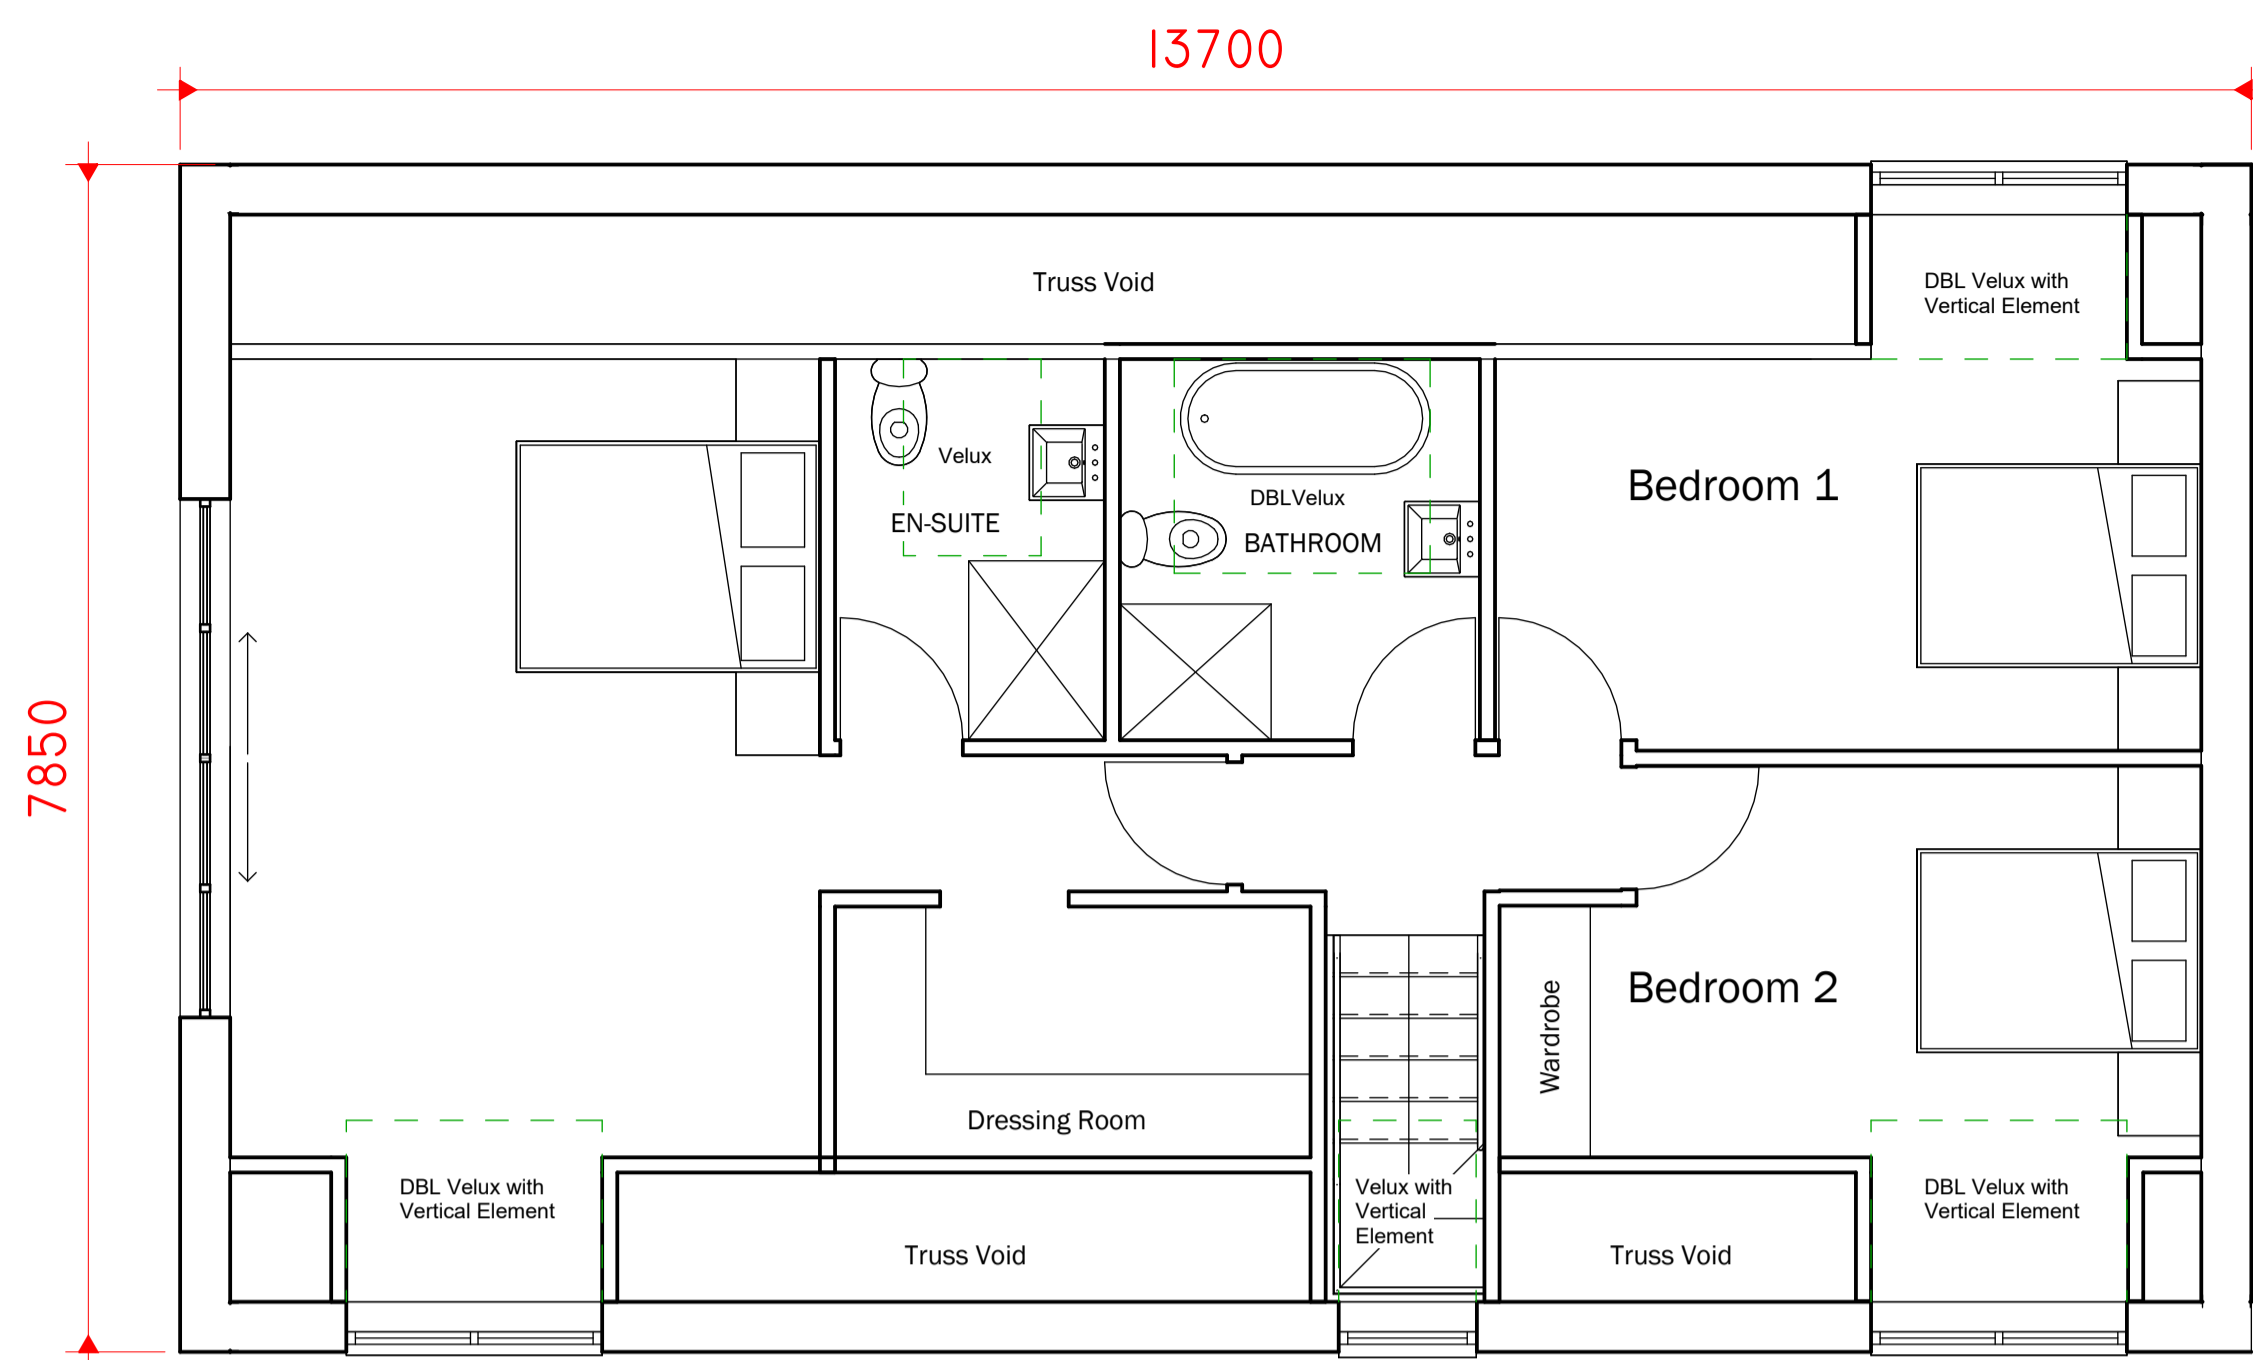 13700
Truss Void
DBL Velux with
Vertical Element
Velux
EN-SUITE
DBLVelux
BATHROOM
Bedroom 1
7850
Bedroom 2
Wardrobe
Dressing Room
DBL Velux with
Vertical Element
Truss Void
Velux with
Vertical
Element
Truss Void
DBL Velux with
Vertical Element